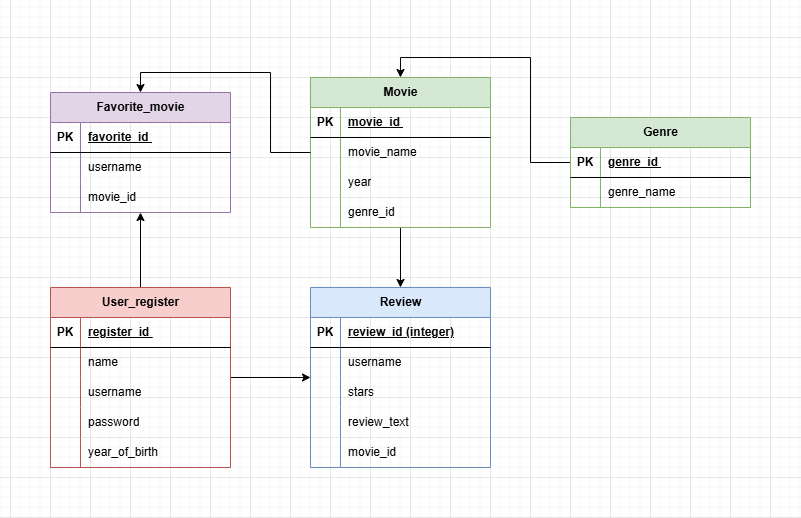 Favorite_movie
PK favorite_id
username
movie_id
Movie
PK movie_id
movie_name
year
genre_id
Genre
PK genre_id
genre_name
User_register
PK register_id
name
username
password
year_of_birth
Review
PK review_id (integer)
username
stars
review_text
movie_id